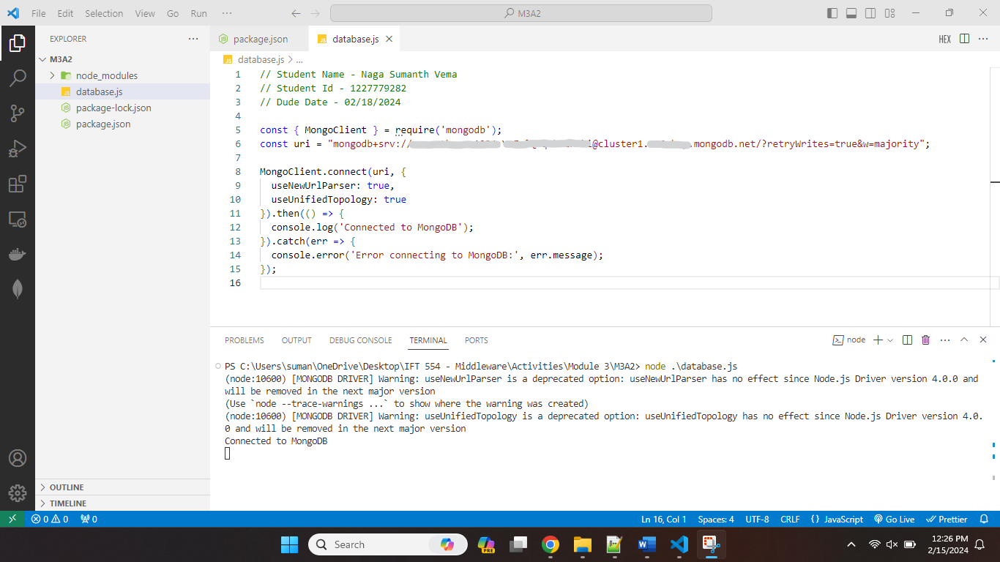 File Edit Selection View Go Run ··· M3A2
EXPLORER
M3A2
node_modules
database.js
package-lock.json
package.json
OUTLINE
TIMELINE
package.json
database.js
HEX
database.js > ...
1 // Student Name - Naga Sumanth Vema
2 // Student Id - 1227779282
3 // Dude Date - 02/18/2024
4
5 const { MongoClient } = require('mongodb');
6 const uri = "mongodb+srv:// i@cluster1. .mongodb.net/?retryWrites=true&w=majority";
7
8 MongoClient.connect(uri, {
9 useNewUrlParser: true,
10 useUnifiedTopology: true
11 }).then(() => {
12 console.log('Connected to MongoDB');
13 }).catch(err => {
14 console.error('Error connecting to MongoDB:', err.message);
15 });
16
PROBLEMS OUTPUT DEBUG CONSOLE TERMINAL PORTS
node
PS C:\Users\suman\OneDrive\Desktop\IFT 554 - Middleware\Activities\Module 3\M3A2> node .\database.js
(node:10600) [MONGODB DRIVER] Warning: useNewUrlParser is a deprecated option: useNewUrlParser has no effect since Node.js Driver version 4.0.0 and
will be removed in the next major version
(Use `node --trace-warnings ...` to show where the warning was created)
(node:10600) [MONGODB DRIVER] Warning: useUnifiedTopology is a deprecated option: useUnifiedTopology has no effect since Node.js Driver version 4.0.
0 and will be removed in the next major version
Connected to MongoDB
0 0 0 Ln 16, Col 1 Spaces: 4 UTF-8 CRLF {} JavaScript Go Live Prettier
Search
PRE
12:26 PM
2/15/2024